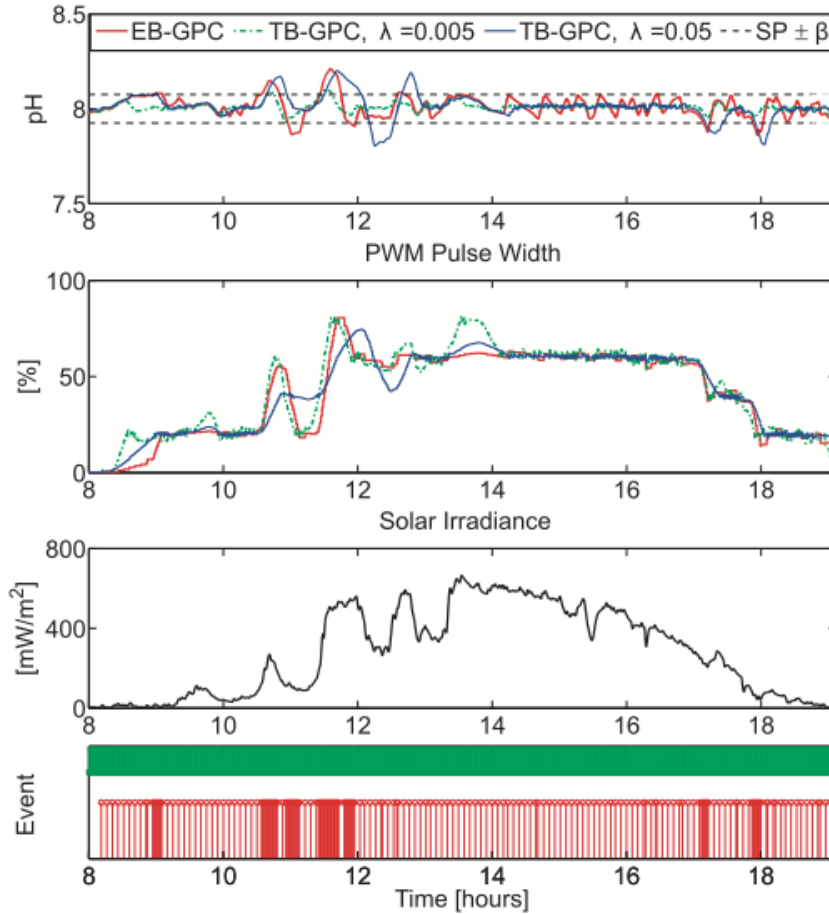 8.5
EB-GPC TB-GPC, λ =0.005 TB-GPC, λ =0.05 SP ± β
pH
8
7.5
8 10 12 14 16 18
PWM Pulse Width
100
[%]
50
0
8 10 12 14 16 18
Solar Irradiance
800
[mW/m²]
400
0
8 10 12 14 16 18
Event
8 10 12 14 16 18
Time [hours]